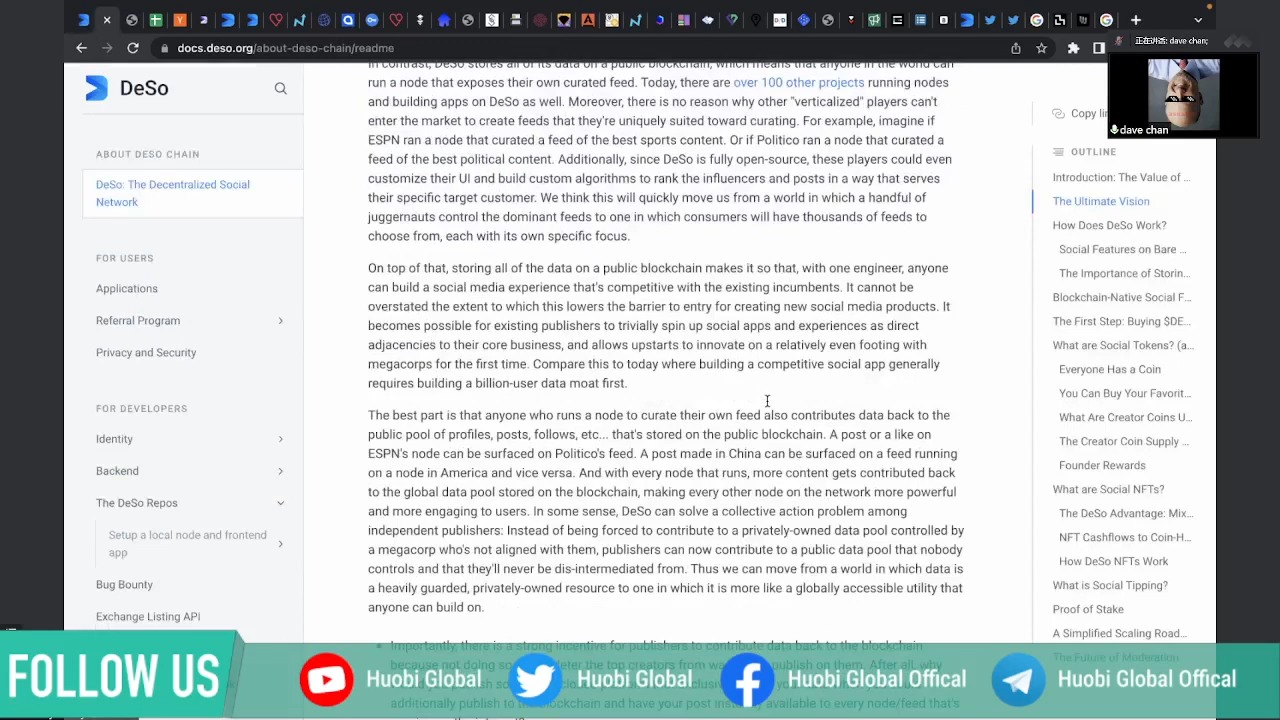 docs.deso.org/about-deso-chain/readme
正在讲话: dave chan;
dave chan
DeSo
ABOUT DESO CHAIN
DeSo: The Decentralized Social
Network
FOR USERS
Applications
Referral Program
Privacy and Security
FOR DEVELOPERS
Identity
Backend
The DeSo Repos
Setup a local node and frontend
app
Bug Bounty
Exchange Listing API
In contrast, DeSo stores all of its data on a public blockchain, which means that anyone in the world can
run a node that exposes their own curated feed. Today, there are over 100 other projects running nodes
and building apps on DeSo as well. Moreover, there is no reason why other "verticalized" players can't
enter the market to create feeds that they're uniquely suited toward curating. For example, imagine if
ESPN ran a node that curated a feed of the best sports content. Or if Politico ran a node that curated a
feed of the best political content. Additionally, since DeSo is fully open-source, these players could even
customize their UI and build custom algorithms to rank the influencers and posts in a way that serves
their specific target customer. We think this will quickly move us from a world in which a handful of
juggernauts control the dominant feeds to one in which consumers will have thousands of feeds to
choose from, each with its own specific focus.
On top of that, storing all of the data on a public blockchain makes it so that, with one engineer, anyone
can build a social media experience that's competitive with the existing incumbents. It cannot be
overstated the extent to which this lowers the barrier to entry for creating new social media products. It
becomes possible for existing publishers to trivially spin up social apps and experiences as direct
adjacencies to their core business, and allows upstarts to innovate on a relatively even footing with
megacorps for the first time. Compare this to today where building a competitive social app generally
requires building a billion-user data moat first.
The best part is that anyone who runs a node to curate their own feed also contributes data back to the
public pool of profiles, posts, follows, etc... that's stored on the public blockchain. A post or a like on
ESPN's node can be surfaced on Politico's feed. A post made in China can be surfaced on a feed running
on a node in America and vice versa. And with every node that runs, more content gets contributed back
to the global data pool stored on the blockchain, making every other node on the network more powerful
and more engaging to users. In some sense, DeSo can solve a collective action problem among
independent publishers: Instead of being forced to contribute to a privately-owned data pool controlled by
a megacorp who's not aligned with them, publishers can now contribute to a public data pool that nobody
controls and that they'll never be dis-intermediated from. Thus we can move from a world in which data is
a heavily guarded, privately-owned resource to one in which it is more like a globally accessible utility that
anyone can build on.
Importantly, there is a strong incentive for publishers to contribute data back to the blockchain
Copy lin
OUTLINE
Introduction: The Value of ...
The Ultimate Vision
How Does DeSo Work?
Social Features on Bare ...
The Importance of Storin...
Blockchain-Native Social F...
The First Step: Buying $DE...
What are Social Tokens? (a...
Everyone Has a Coin
You Can Buy Your Favorit...
What Are Creator Coins U...
The Creator Coin Supply ...
Founder Rewards
What are Social NFTs?
The DeSo Advantage: Mix...
NFT Cashflows to Coin-H...
How DeSo NFTs Work
What is Social Tipping?
Proof of Stake
A Simplified Scaling Road...
The Future of Moderation
FOLLOW US
Huobi Global
Huobi Global
Huobi Global Offical
Huobi Global Offical